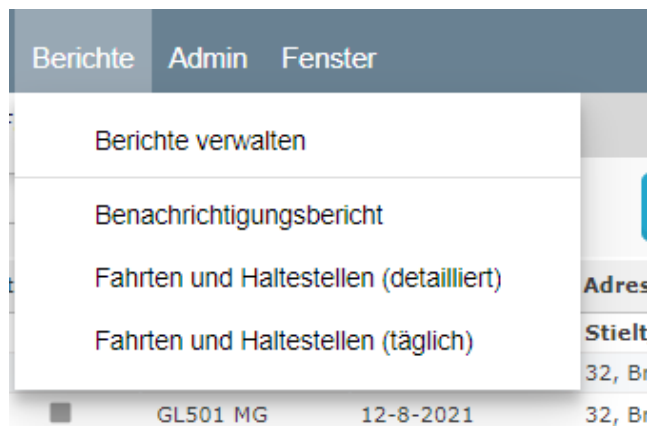 Berichte Admin Fenster
Berichte verwalten
Benachrichtigungsbericht
Fahrten und Haltestellen (detailliert)
Adres
Fahrten und Haltestellen (täglich)
Stielt
32, Br
GL501 MG 12-8-2021 32, Br